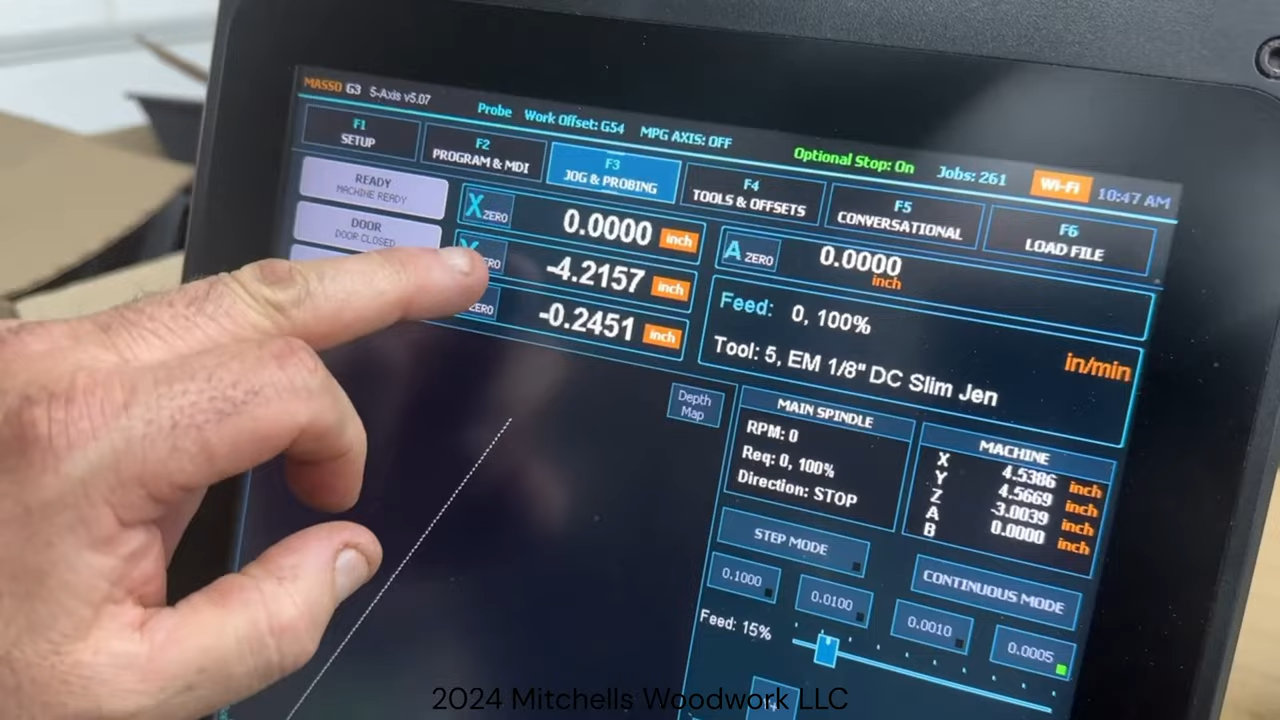 MASSO G3 5-Axis v5.07
Probe Work Offset: G54 MPG AXIS: OFF
Optional Stop: On Jobs: 261 Wi-Fi 10:47 AM
F1
SETUP
F2
PROGRAM & MDI
F3
JOG & PROBING
F4
TOOLS & OFFSETS
F5
CONVERSATIONAL
F6
LOAD FILE
READY
MACHINE READY
DOOR
DOOR CLOSED
X ZERO 0.0000 inch
-4.2157 inch
ZERO -0.2451 inch
A ZERO 0.0000
inch
Feed: 0, 100%
in/min
Tool: 5, EM 1/8" DC Slim Jen
Depth
Map
MAIN SPINDLE
RPM: 0
Req: 0, 100%
Direction: STOP
MACHINE
X 4.5386 inch
Y 4.5669 inch
Z -3.0039 inch
A 0.0000 inch
B
STEP MODE
CONTINUOUS MODE
0.1000
0.0100
0.0010
0.0005
Feed: 15%
2024 Mitchells Woodwork LLC